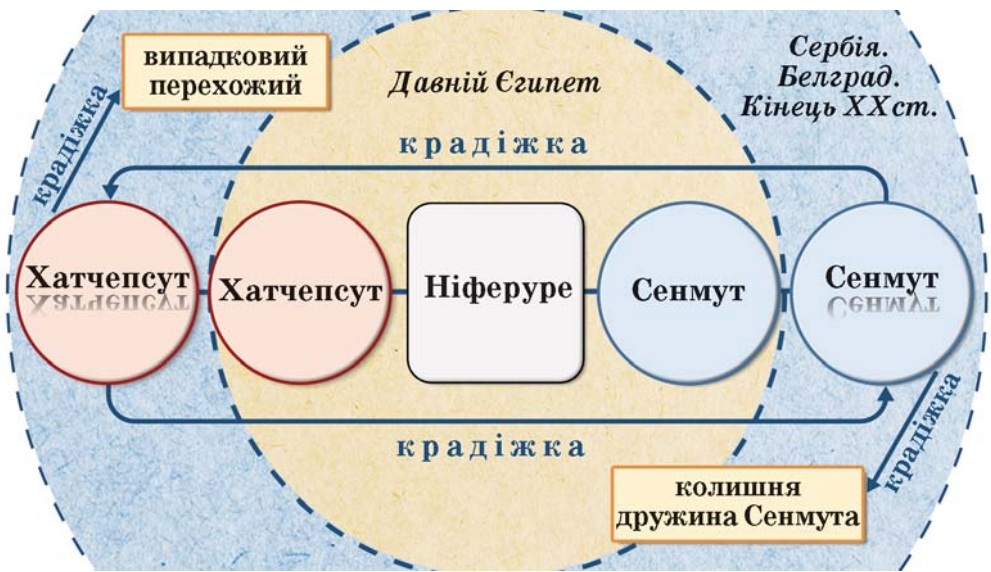 випадковий
перехожий
Давній Єгипет
Сербія.
Белград.
Кінець XX ст.
крадіжка
крадіжка
Хатчепсут
Хатчепсут
Ніферуре
Сенмут
Сенмут
крадіжка
крадіжка
колишня
дружина Сенмута